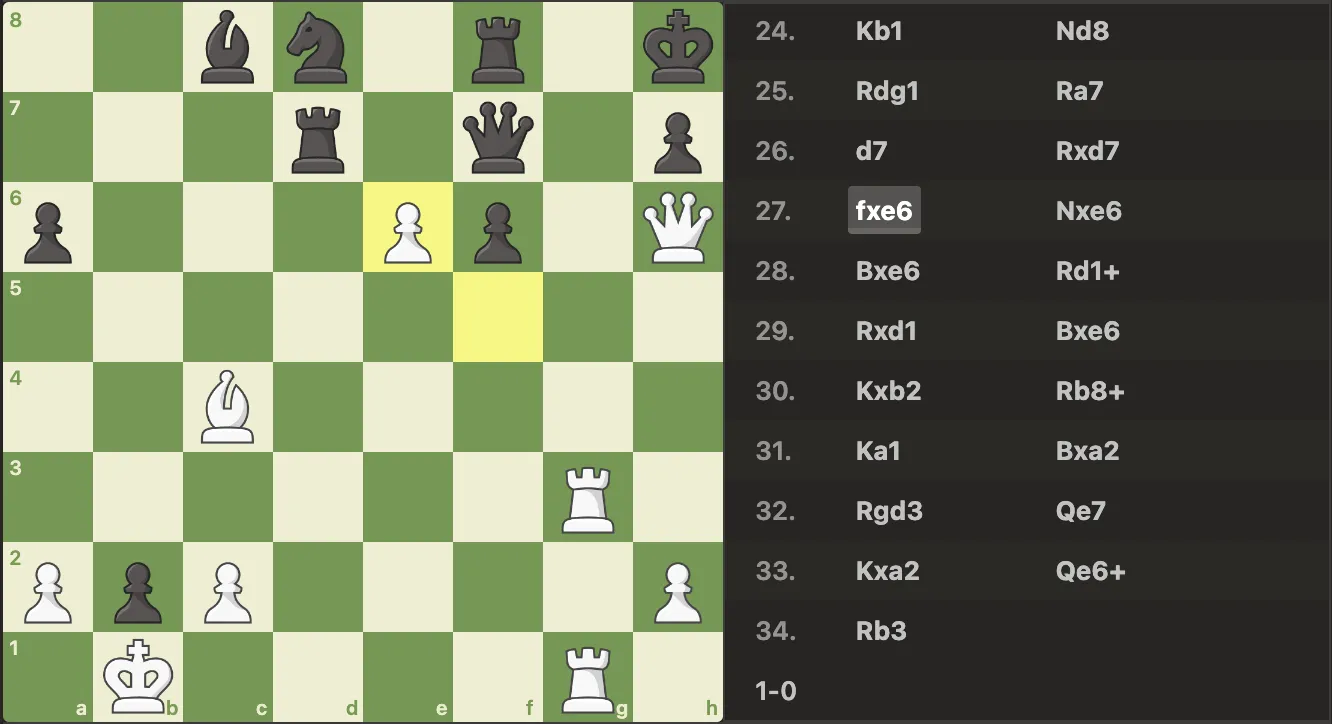 8
7
6
5
4
3
2
1
a b c d e f g h
24. Kb1 Nd8
25. Rdg1 Ra7
26. d7 Rxd7
27. fxe6 Nxe6
28. Bxe6 Rd1+
29. Rxd1 Bxe6
30. Kxb2 Rb8+
31. Ka1 Bxa2
32. Rgd3 Qe7
33. Kxa2 Qe6+
34. Rb3
1-0